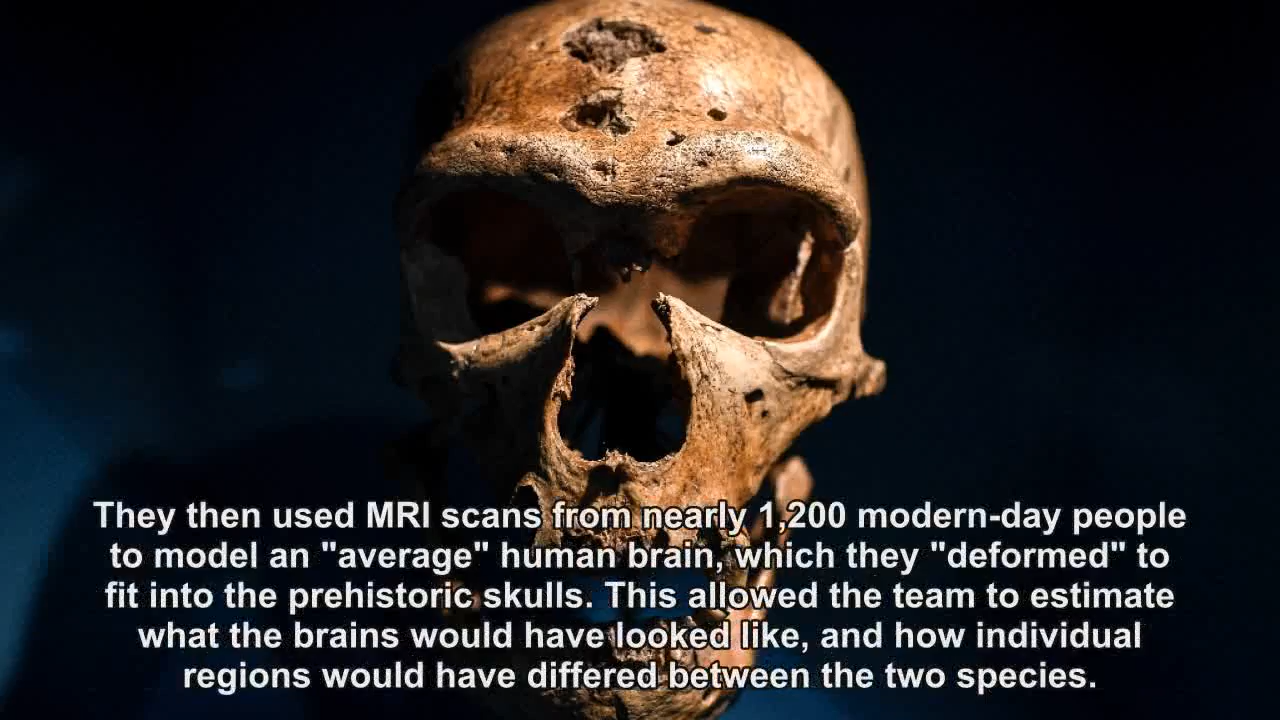 They then used MRI scans from nearly 1,200 modern-day people
to model an "average" human brain, which they "deformed" to
fit into the prehistoric skulls. This allowed the team to estimate
what the brains would have looked like, and how individual
regions would have differed between the two species.